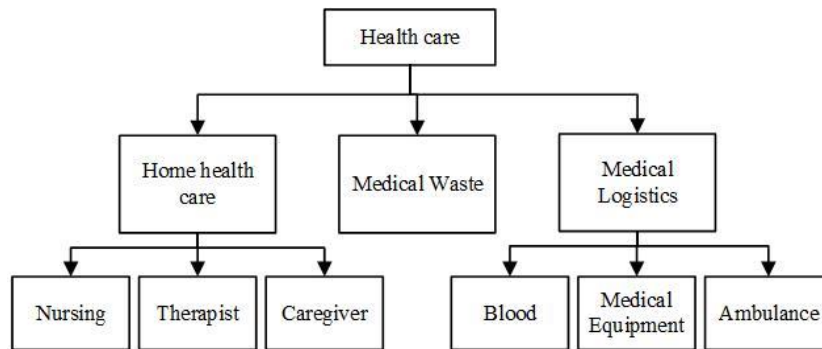 Health care
Home health
care
Medical Waste
Medical
Logistics
Nursing
Therapist
Caregiver
Blood
Medical
Equipment
Ambulance